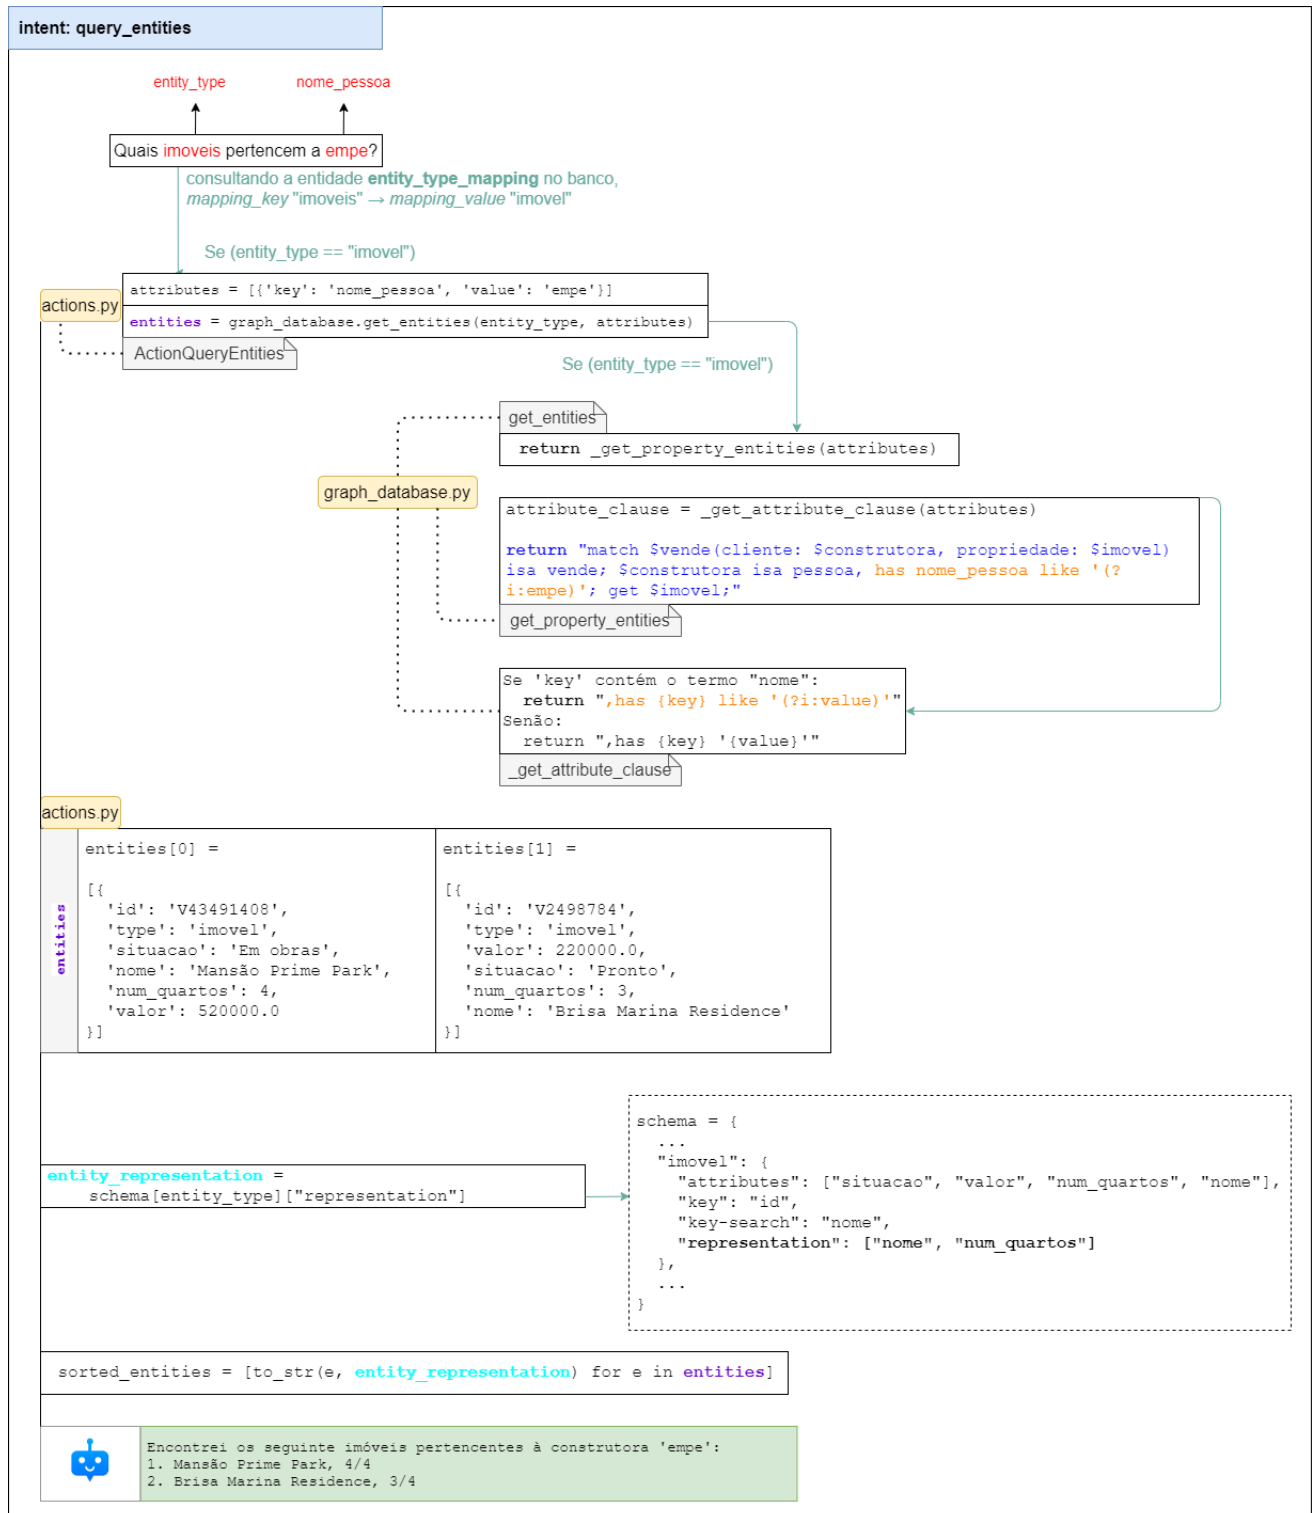 intent: query_entities
entity_type
nome_pessoa
Quais imoveis pertencem a empe?
consultando a entidade entity_type_mapping no banco,
mapping_key "imoveis" → mapping_value "imovel"
Se (entity_type == "imovel")
actions.py
attributes = [{'key': 'nome_pessoa', 'value': 'empe'}]
entities = graph_database.get_entities(entity_type, attributes)
ActionQueryEntities
Se (entity_type == "imovel")
get_entities
return _get_property_entities(attributes)
graph_database.py
attribute_clause = _get_attribute_clause(attributes)
return "match $vende(cliente: $construtora, propriedade: $imovel)
isa vende; $construtora isa pessoa, has nome_pessoa like '(?
i:empe)'; get $imovel;"
get_property_entities
Se 'key' contém o termo "nome":
return ",has {key} like '(?i:value)'"
Senão:
return ",has {key} '{value}'"
_get_attribute_clause
actions.py
entities
entities[0] =
[{
'id': 'V43491408',
'type': 'imovel',
'situacao': 'Em obras',
'nome': 'Mansão Prime Park',
'num_quartos': 4,
'valor': 520000.0
}]
entities[1] =
[{
'id': 'V2498784',
'type': 'imovel',
'valor': 220000.0,
'situacao': 'Pronto',
'num_quartos': 3,
'nome': 'Brisa Marina Residence'
}]
entity_representation =
schema[entity_type]["representation"]
schema = {
...
"imovel": {
"attributes": ["situacao", "valor", "num_quartos", "nome"],
"key": "id",
"key-search": "nome",
"representation": ["nome", "num_quartos"]
},
...
}
sorted_entities = [to_str(e, entity_representation) for e in entities]
Encontrei os seguinte imóveis pertencentes à construtora 'empe':
1. Mansão Prime Park, 4/4
2. Brisa Marina Residence, 3/4